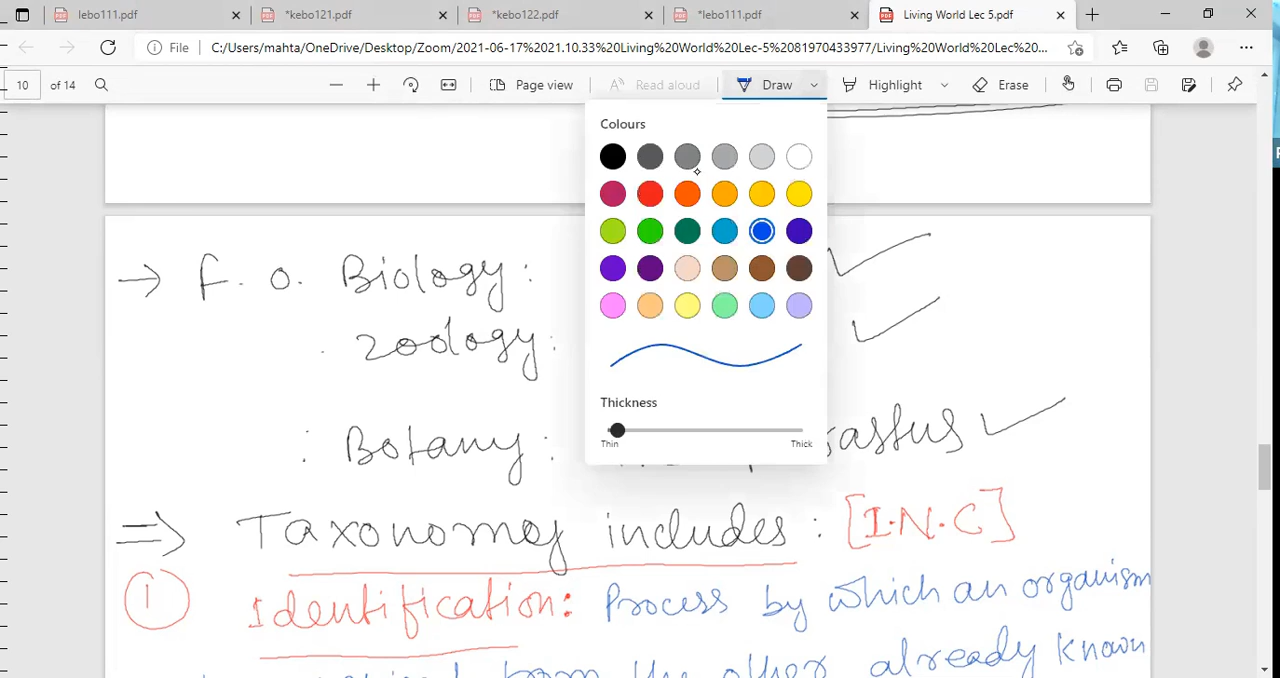 lebo111.pdf
*kebo121.pdf
*kebo122.pdf
*lebo111.pdf
Living World Lec 5.pdf
File
C:/Users/mahta/OneDrive/Desktop/Zoom/2021-06-17%2021.10.33%20Living%20World%20Lec-5%2081970433977/Living%20World%20Lec%20...
10 of 14
Page view
Read aloud
Draw
Highlight
Erase
Colours
Thickness
Thin
Thick
→ F. O. Biology:
zoology:
: Botany:
⇒ Taxonomy includes : [I.N.C]
① Identification: Process by which an organism
from the other already known